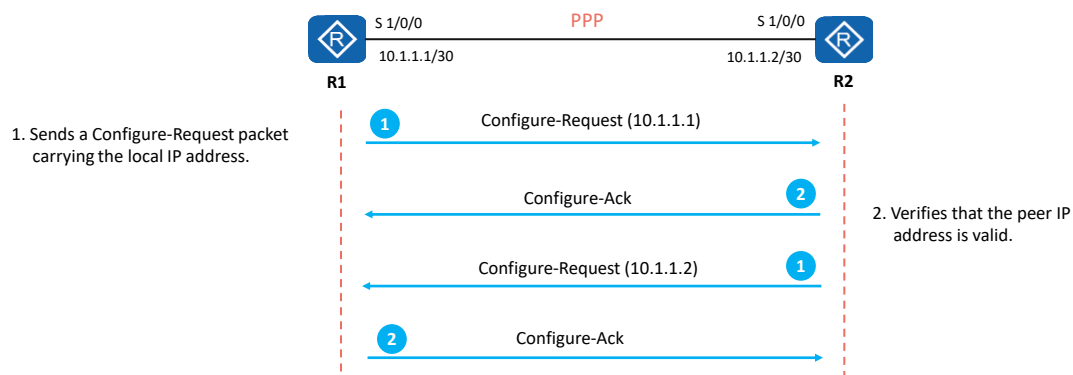 S 1/0/0
PPP
S 1/0/0
R
R
10.1.1.1/30
10.1.1.2/30
R1
R2
1
Configure-Request (10.1.1.1)
1. Sends a Configure-Request packet
carrying the local IP address.
Configure-Ack
2
2. Verifies that the peer IP
address is valid.
Configure-Request (10.1.1.2)
1
2
Configure-Ack